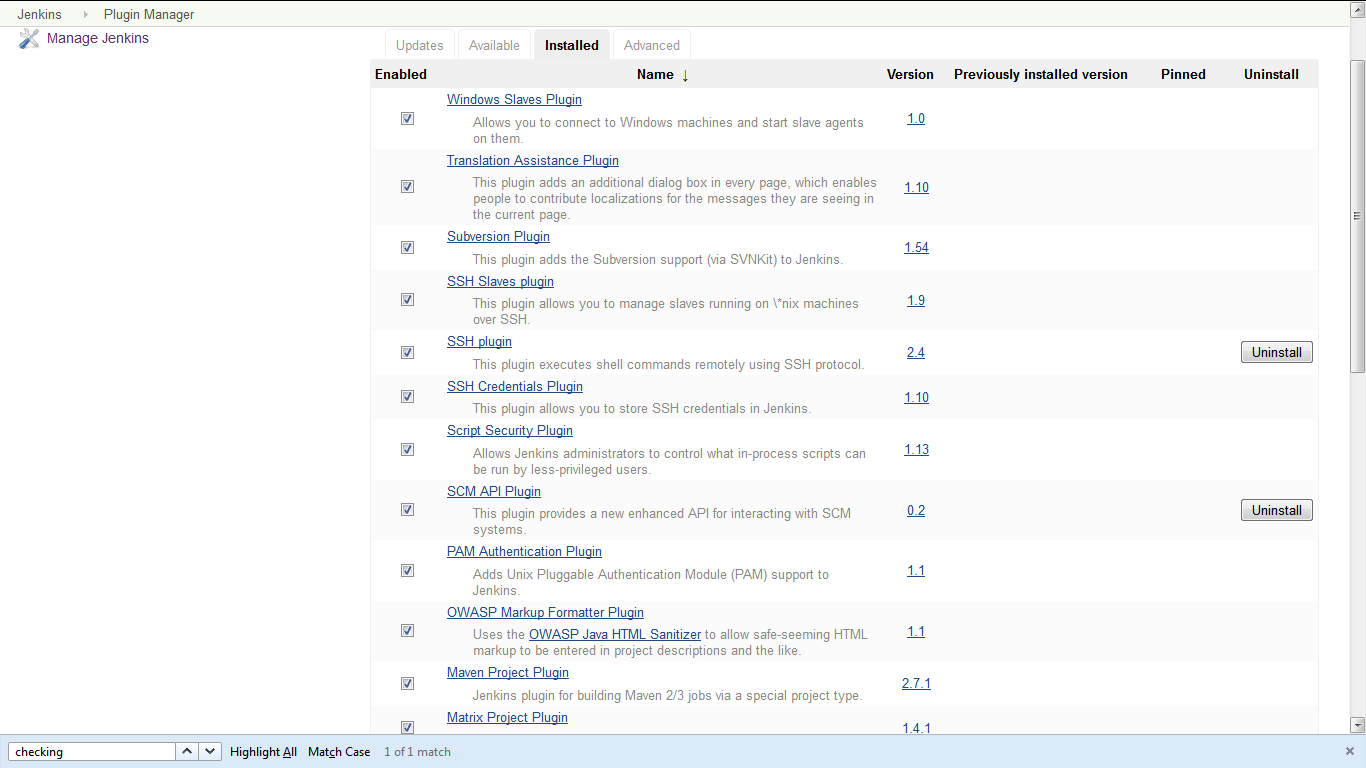 Jenkins Plugin Manager
Manage Jenkins
Updates Available Installed Advanced
Enabled Name ↓ Version Previously installed version Pinned Uninstall
Windows Slaves Plugin
Allows you to connect to Windows machines and start slave agents
on them.
1.0
Translation Assistance Plugin
This plugin adds an additional dialog box in every page, which enables
people to contribute localizations for the messages they are seeing in
the current page.
1.10
Subversion Plugin
This plugin adds the Subversion support (via SVNKit) to Jenkins.
1.54
SSH Slaves plugin
This plugin allows you to manage slaves running on \*nix machines
over SSH.
1.9
SSH plugin
This plugin executes shell commands remotely using SSH protocol.
2.4
Uninstall
SSH Credentials Plugin
This plugin allows you to store SSH credentials in Jenkins.
1.10
Script Security Plugin
Allows Jenkins administrators to control what in-process scripts can
be run by less-privileged users.
1.13
SCM API Plugin
This plugin provides a new enhanced API for interacting with SCM
systems.
0.2
Uninstall
PAM Authentication Plugin
Adds Unix Pluggable Authentication Module (PAM) support to
Jenkins.
1.1
OWASP Markup Formatter Plugin
Uses the OWASP Java HTML Sanitizer to allow safe-seeming HTML
markup to be entered in project descriptions and the like.
1.1
Maven Project Plugin
Jenkins plugin for building Maven 2/3 jobs via a special project type.
2.7.1
Matrix Project Plugin
1.4.1
checking Highlight All Match Case 1 of 1 match